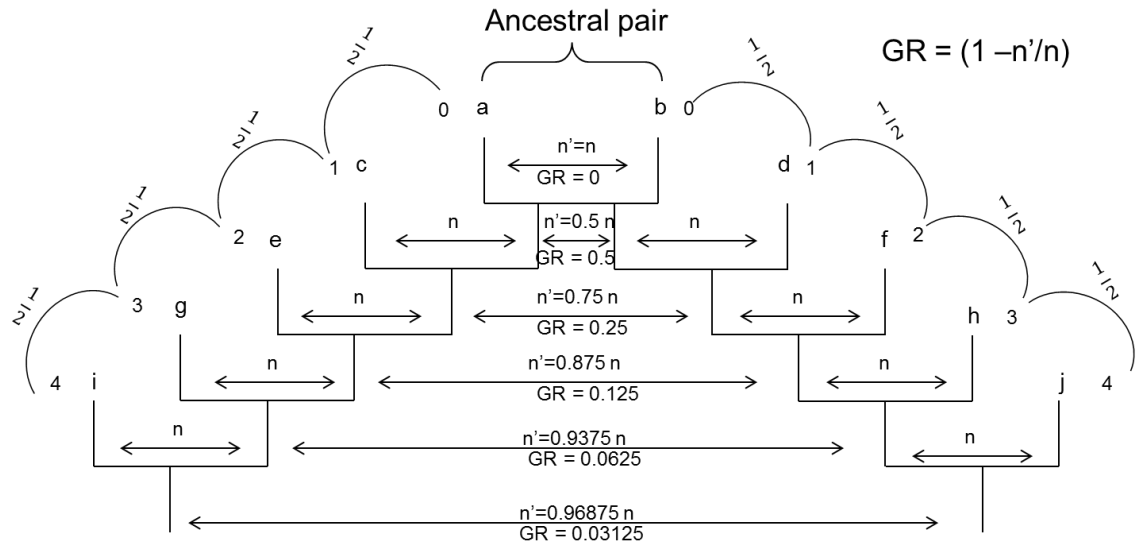 Ancestral pair
GR = (1 –n’/n)
1/2
1/2
0 a
b 0
1/2
1/2
n’=n
GR = 0
1 c
d 1
1/2
1/2
n
n’=0.5 n
GR = 0.5
n
2 e
f 2
1/2
1/2
n
n’=0.75 n
GR = 0.25
n
3 g
h 3
n
n’=0.875 n
GR = 0.125
n
4 i
j 4
n
n’=0.9375 n
GR = 0.0625
n
n’=0.96875 n
GR = 0.03125